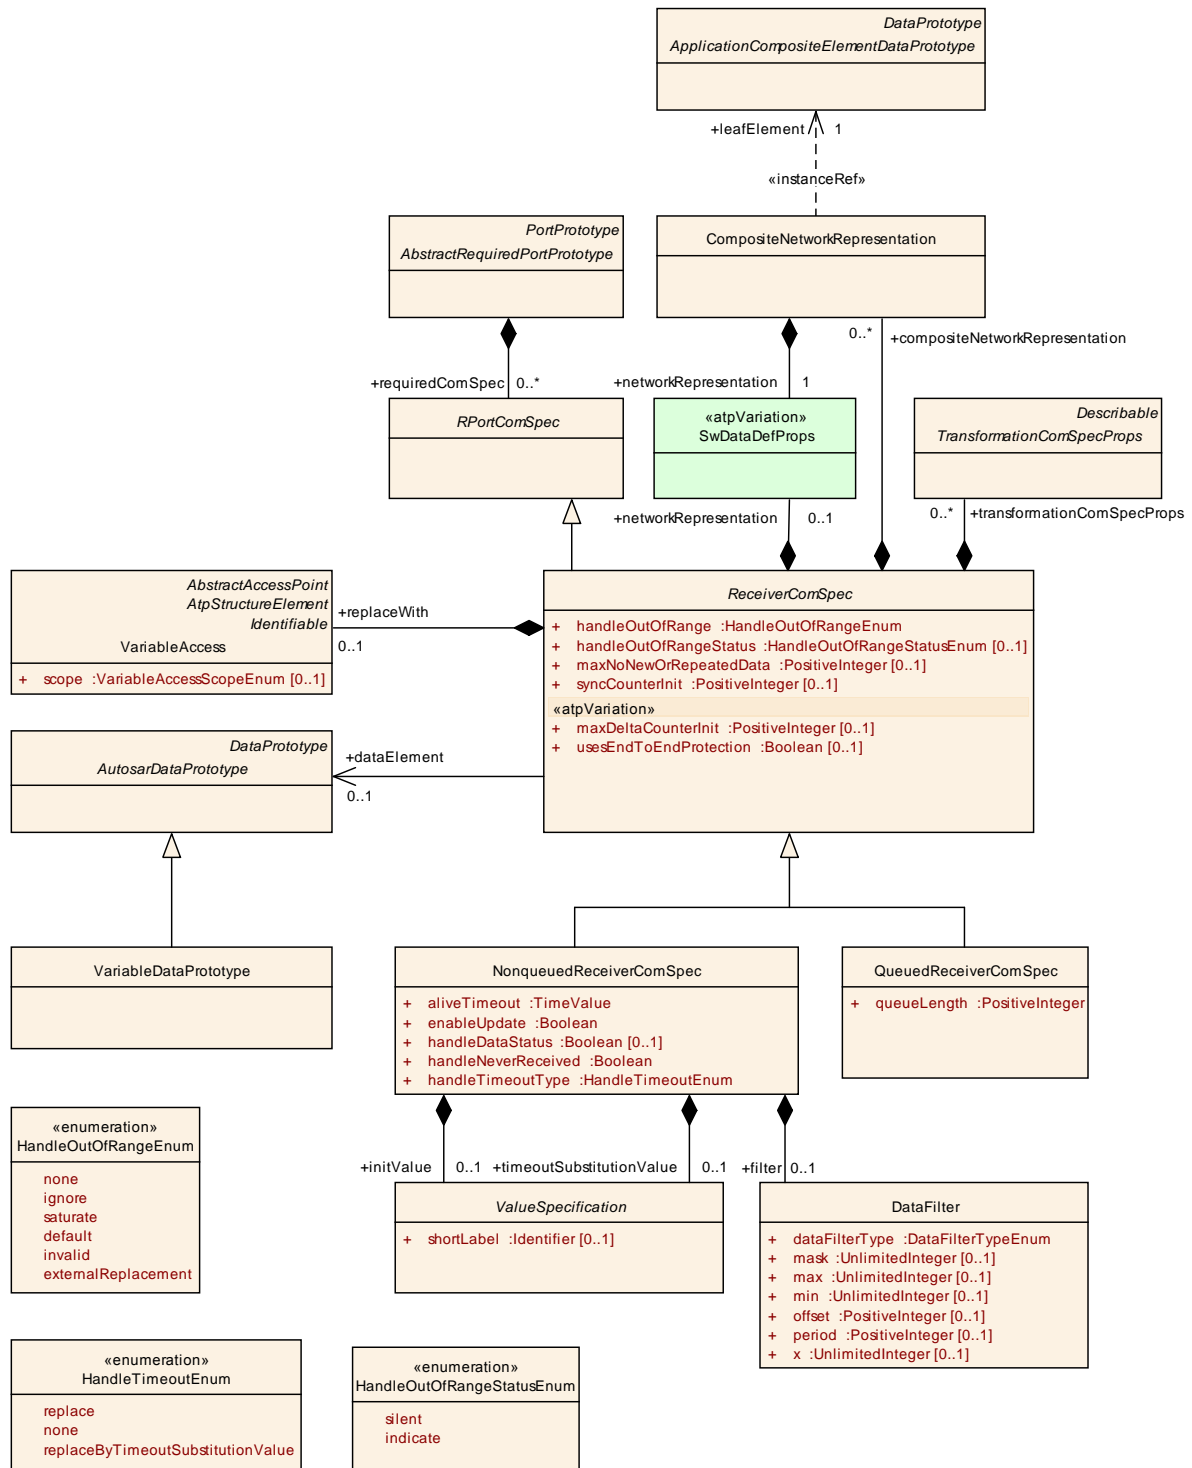 DataPrototype
ApplicationCompositeElementDataPrototype
+leafElement 1
«instanceRef»
PortPrototype
AbstractRequiredPortPrototype
CompositeNetworkRepresentation
0..* +compositeNetworkRepresentation
+requiredComSpec 0..*
+networkRepresentation 1
RPortComSpec
«atpVariation»
SwDataDefProps
Describable
TransformationComSpecProps
+networkRepresentation 0..1
0..* +transformationComSpecProps
AbstractAccessPoint
AtpStructureElement
Identifiable
VariableAccess
+ scope :VariableAccessScopeEnum [0..1]
+replaceWith
0..1
ReceiverComSpec
+ handleOutOfRange :HandleOutOfRangeEnum
+ handleOutOfRangeStatus :HandleOutOfRangeStatusEnum [0..1]
+ maxNoNewOrRepeatedData :PositiveInteger [0..1]
+ syncCounterInit :PositiveInteger [0..1]
«atpVariation»
+ maxDeltaCounterInit :PositiveInteger [0..1]
+ usesEndToEndProtection :Boolean [0..1]
DataPrototype
AutosarDataPrototype
+dataElement
0..1
VariableDataPrototype
NonqueuedReceiverComSpec
+ aliveTimeout :TimeValue
+ enableUpdate :Boolean
+ handleDataStatus :Boolean [0..1]
+ handleNeverReceived :Boolean
+ handleTimeoutType :HandleTimeoutEnum
QueuedReceiverComSpec
+ queueLength :PositiveInteger
«enumeration»
HandleOutOfRangeEnum
none
ignore
saturate
default
invalid
externalReplacement
+initValue 0..1 +timeoutSubstitutionValue 0..1 +filter 0..1
ValueSpecification
+ shortLabel :Identifier [0..1]
DataFilter
+ dataFilterType :DataFilterTypeEnum
+ mask :UnlimitedInteger [0..1]
+ max :UnlimitedInteger [0..1]
+ min :UnlimitedInteger [0..1]
+ offset :PositiveInteger [0..1]
+ period :PositiveInteger [0..1]
+ x :UnlimitedInteger [0..1]
«enumeration»
HandleTimeoutEnum
replace
none
replaceByTimeoutSubstitutionValue
«enumeration»
HandleOutOfRangeStatusEnum
silent
indicate